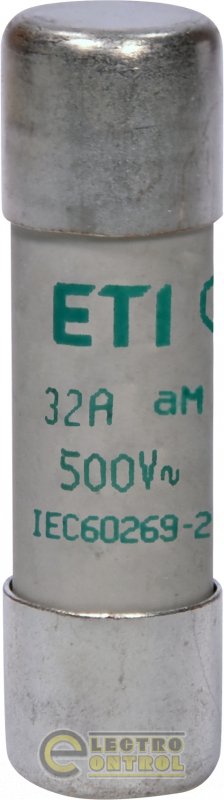 ETI
32A aM
500V~
IEC60269-2
ELECTRO
CONTROL